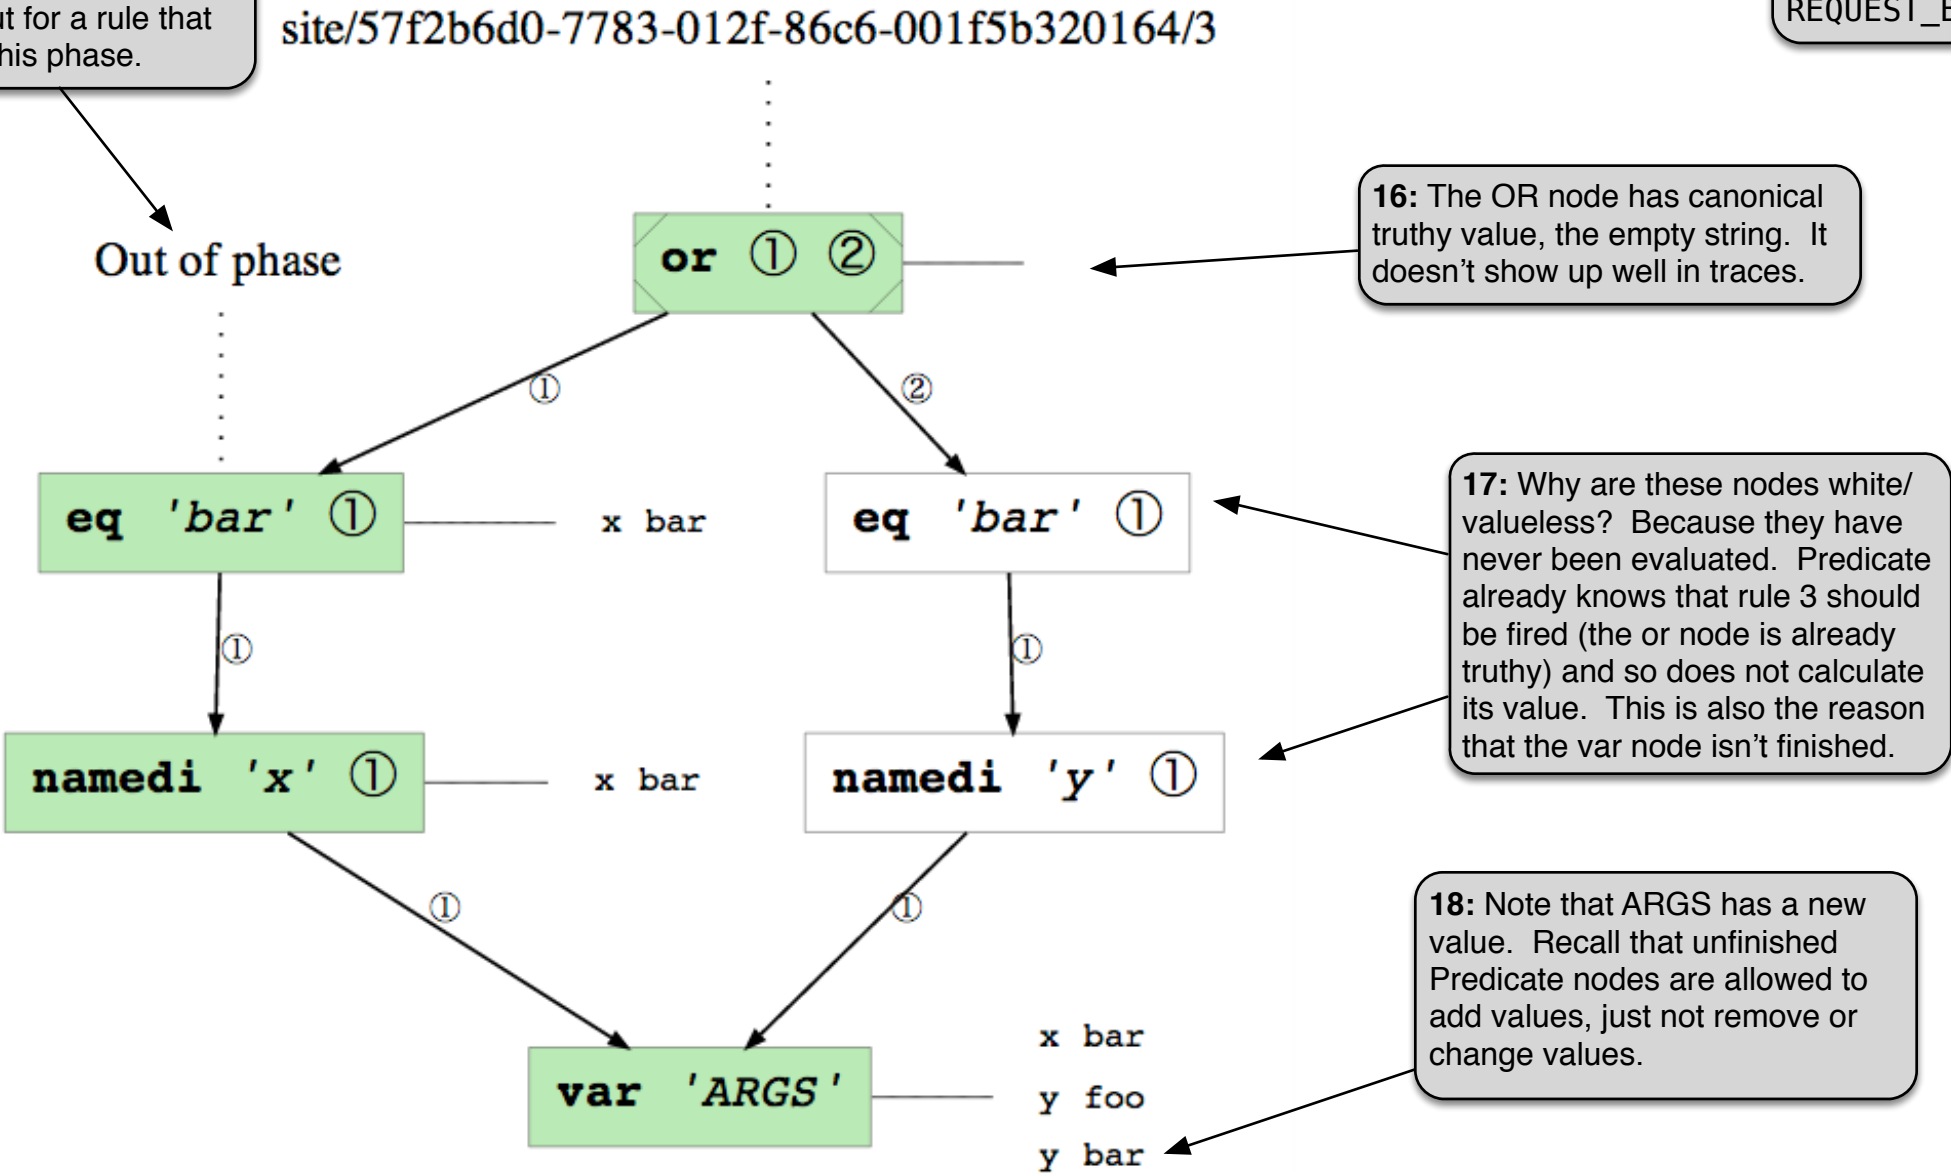 for a rule that
his phase.
site/57f2b6d0-7783-012f-86c6-001f5b320164/3
Out of phase
or ① ②
16: The OR node has canonical
truthy value, the empty string.  It
doesn’t show up well in traces.
①
②
eq 'bar' ①
x bar
eq 'bar' ①
17: Why are these nodes white/
valueless?  Because they have
never been evaluated.  Predicate
already knows that rule 3 should
be fired (the or node is already
truthy) and so does not calculate
its value.  This is also the reason
that the var node isn’t finished.
①
①
namedi 'x' ①
x bar
namedi 'y' ①
①
①
18: Note that ARGS has a new
value.  Recall that unfinished
Predicate nodes are allowed to
add values, just not remove or
change values.
var 'ARGS'
x bar
y foo
y bar